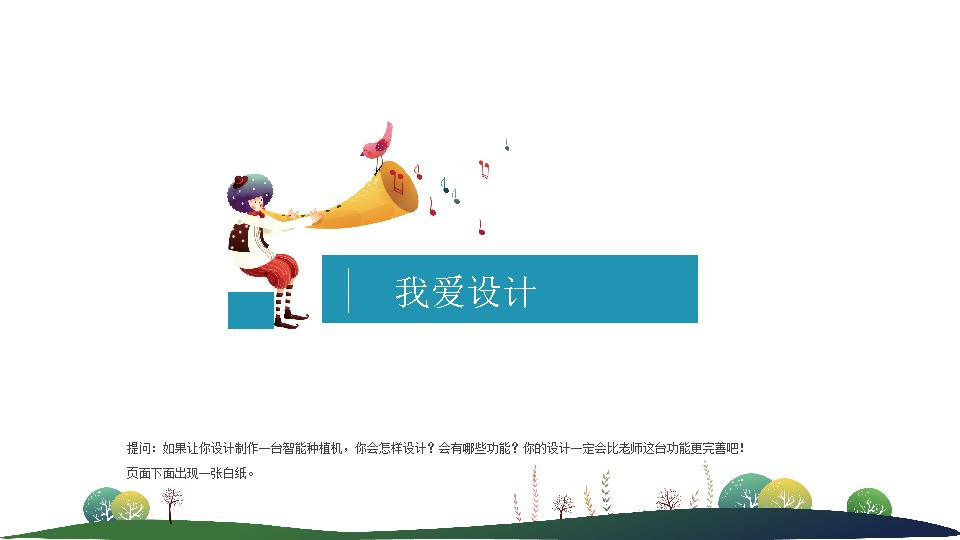 我爱设计
提问：如果让你设计制作一台智能种植机，你会怎样设计？会有哪些功能？你的设计一定会比老师这台功能更完善吧！
页面下面出现一张白纸。